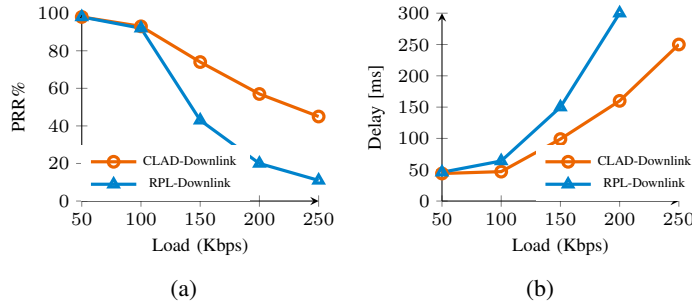 100
80
60
40
20
0
PRR%
CLAD-Downlink
RPL-Downlink
50 100 150 200 250
Load (Kbps)
(a)
300
250
200
150
100
50
0
Delay [ms]
CLAD-Downlink
RPL-Downlink
50 100 150 200 250
Load (Kbps)
(b)